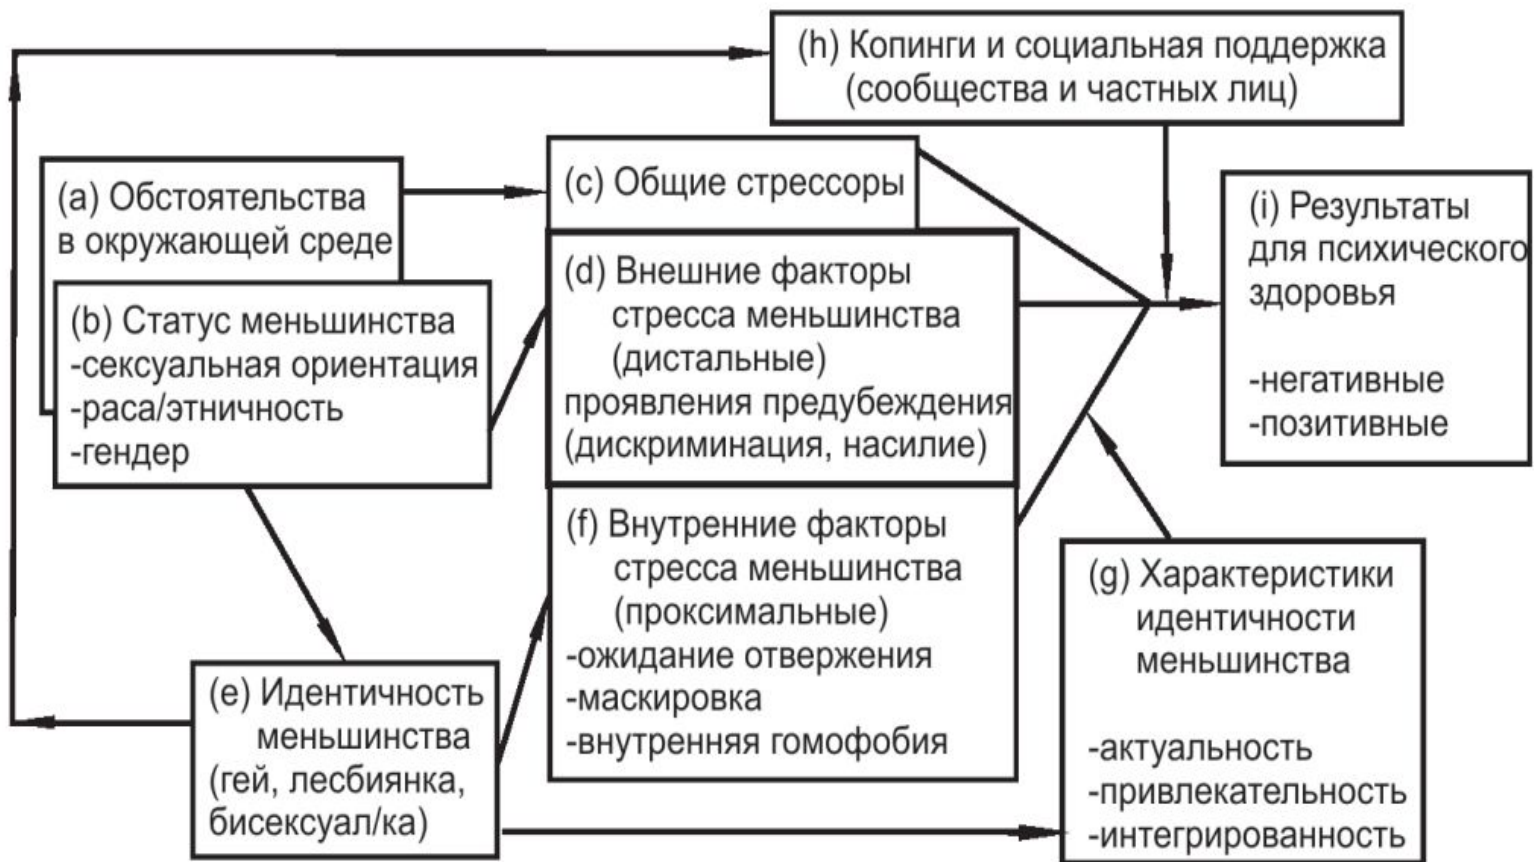 (h) Копинги и социальная поддержка
(сообщества и частных лиц)
(a) Обстоятельства
в окружающей среде
(b) Статус меньшинства
-сексуальная ориентация
-раса/этничность
-гендер
(c) Общие стрессоры
(d) Внешние факторы
стресса меньшинства
(дистальные)
проявления предубеждения
(дискриминация, насилие)
(i) Результаты
для психического
здоровья
-негативные
-позитивные
(e) Идентичность
меньшинства
(гей, лесбиянка,
бисексуал/ка)
(f) Внутренние факторы
стресса меньшинства
(проксимальные)
-ожидание отвержения
-маскировка
-внутренняя гомофобия
(g) Характеристики
идентичности
меньшинства
-актуальность
-привлекательность
-интегрированность